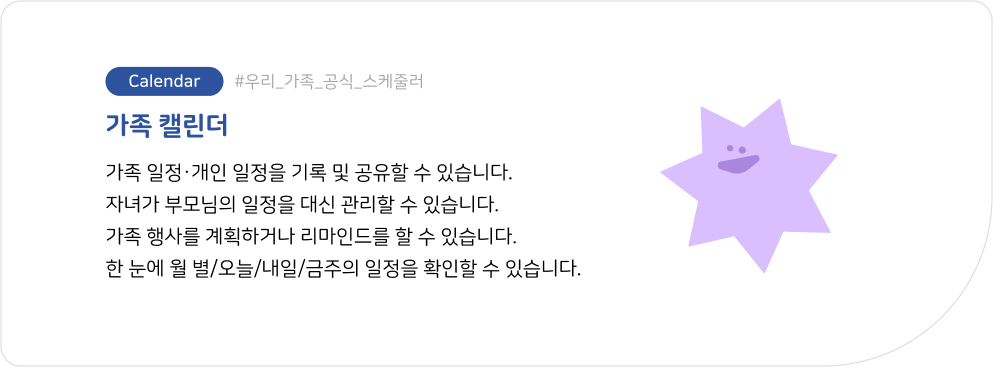 Calendar #우리_가족_공식_스케줄러
가족 캘린더
가족 일정·개인 일정을 기록 및 공유할 수 있습니다.
자녀가 부모님의 일정을 대신 관리할 수 있습니다.
가족 행사를 계획하거나 리마인드를 할 수 있습니다.
한 눈에 월 별/오늘/내일/금주의 일정을 확인할 수 있습니다.